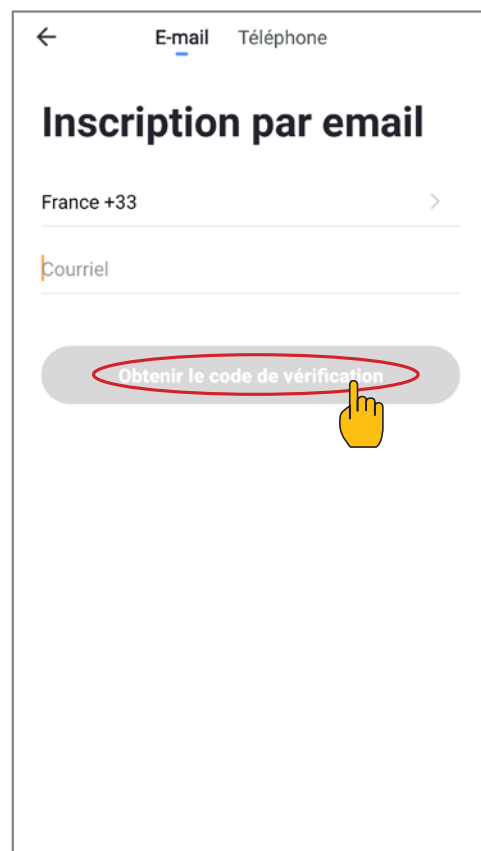 E-mail Téléphone
Inscription par email
France +33
Courriel
Obtenir le code de vérification